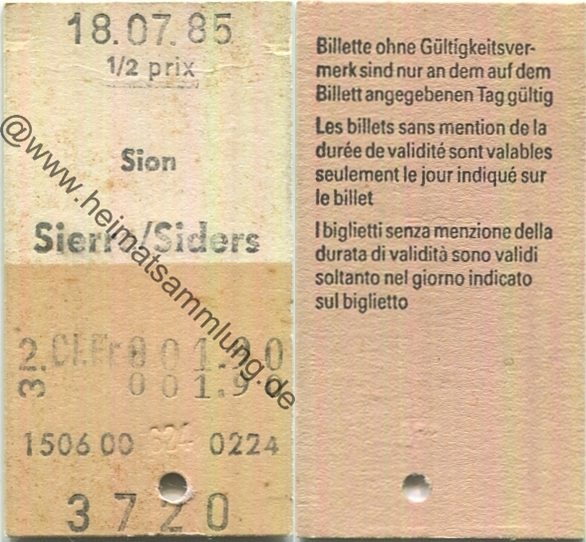 18.07.85
1/2 prix
Sion
Sierre/Siders
2. Cl. Fr 001.90
001.90
1506 00 0224
3720
@www.heimatsammlung.de
Billette ohne Gültigkeitsver-
merk sind nur an dem auf dem
Billett angegebenen Tag gültig
Les billets sans mention de la
durée de validité sont valables
seulement le jour indiqué sur
le billet
I biglietti senza menzione della
durata di validità sono validi
soltanto nel giorno indicato
sul biglietto